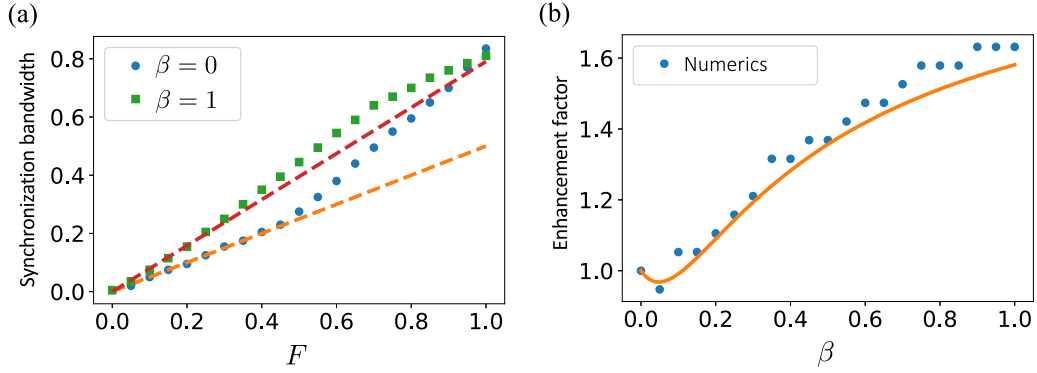 (a)
Synchronization bandwidth
0.8
0.6
0.4
0.2
0.0
β = 0
β = 1
0.0 0.2 0.4 0.6 0.8 1.0
F
(b)
Enhancement factor
1.6
1.4
1.2
1.0
Numerics
0.0 0.2 0.4 0.6 0.8 1.0
β